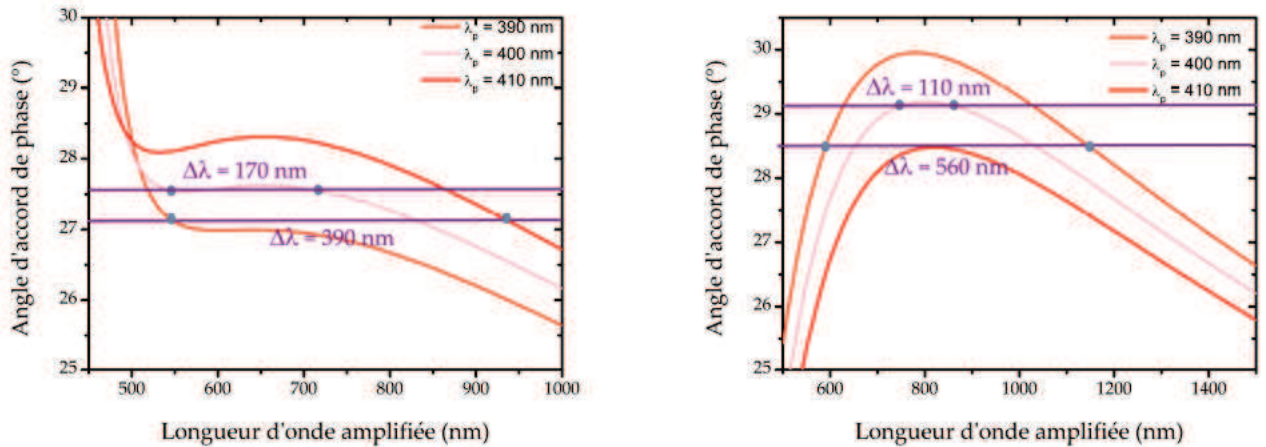 30
29
28
27
26
25
Angle d'accord de phase (°)
λp = 390 nm
λp = 400 nm
λp = 410 nm
Δλ = 170 nm
Δλ = 390 nm
500 600 700 800 900 1000
Longueur d'onde amplifiée (nm)
30
29
28
27
26
25
Angle d'accord de phase (°)
λp = 390 nm
λp = 400 nm
λp = 410 nm
Δλ = 110 nm
Δλ = 560 nm
600 800 1000 1200 1400
Longueur d'onde amplifiée (nm)